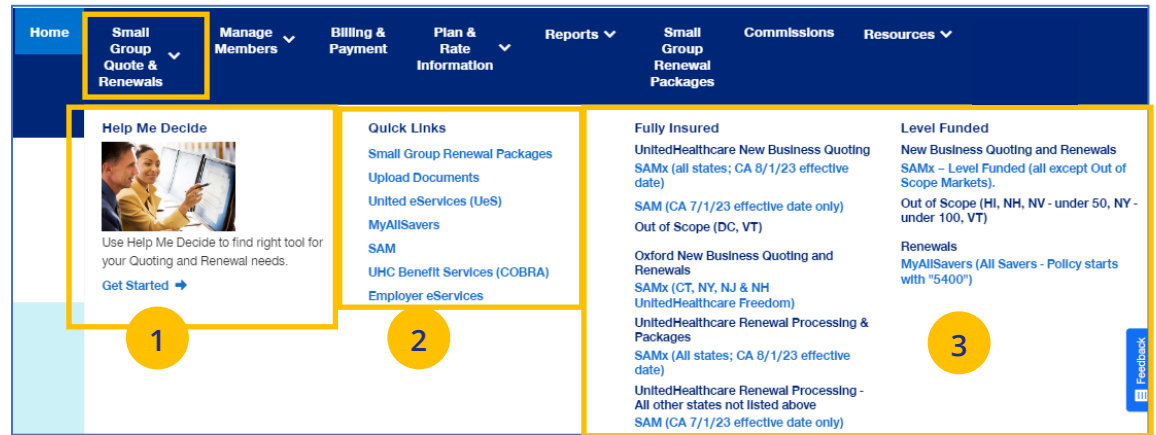 Home
Small
Group
Quote &
Renewals
Manage
Members
Billing &
Payment
Plan &
Rate
Information
Reports
Small
Group
Renewal
Packages
Commissions
Resources
Help Me Decide
Use Help Me Decide to find right tool for
your Quoting and Renewal needs.
Get Started
1
Quick Links
Small Group Renewal Packages
Upload Documents
United eServices (UeS)
MyAllSavers
SAM
UHC Benefit Services (COBRA)
Employer eServices
2
Fully Insured
UnitedHealthcare New Business Quoting
SAMx (all states; CA 8/1/23 effective
date)
SAM (CA 7/1/23 effective date only)
Out of Scope (DC, VT)
Oxford New Business Quoting and
Renewals
SAMx (CT, NY, NJ & NH
UnitedHealthcare Freedom)
UnitedHealthcare Renewal Processing &
Packages
SAMx (All states; CA 8/1/23 effective
date)
UnitedHealthcare Renewal Processing -
All other states not listed above
SAM (CA 7/1/23 effective date only)
Level Funded
New Business Quoting and Renewals
SAMx – Level Funded (all except Out of
Scope Markets).
Out of Scope (HI, NH, NV - under 50, NY -
under 100, VT)
Renewals
MyAllSavers (All Savers - Policy starts
with "5400")
3
Feedback